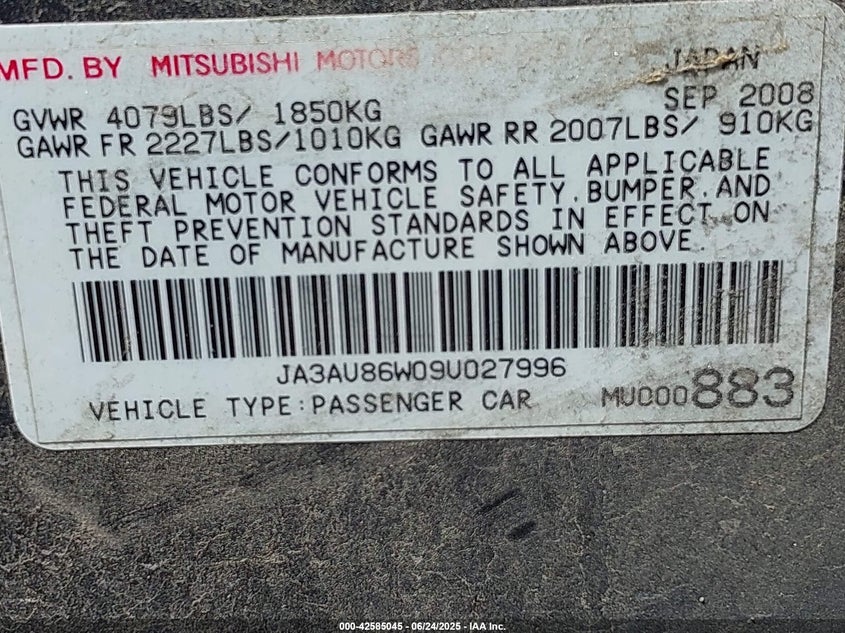 MFD. BY MITSUBISHI MOTORS JAPAN
SEP 2008
GVWR 4079LBS/ 1850KG
GAWR FR 2227LBS/1010KG GAWR RR 2007LBS/ 910KG
THIS VEHICLE CONFORMS TO ALL APPLICABLE
FEDERAL MOTOR VEHICLE SAFETY, BUMPER, AND
THEFT PREVENTION STANDARDS IN EFFECT ON
THE DATE OF MANUFACTURE SHOWN ABOVE.
JA3AU86W09U027996
VEHICLE TYPE:PASSENGER CAR MU000883
000-42585045 - 06/24/2025 - IAA Inc.